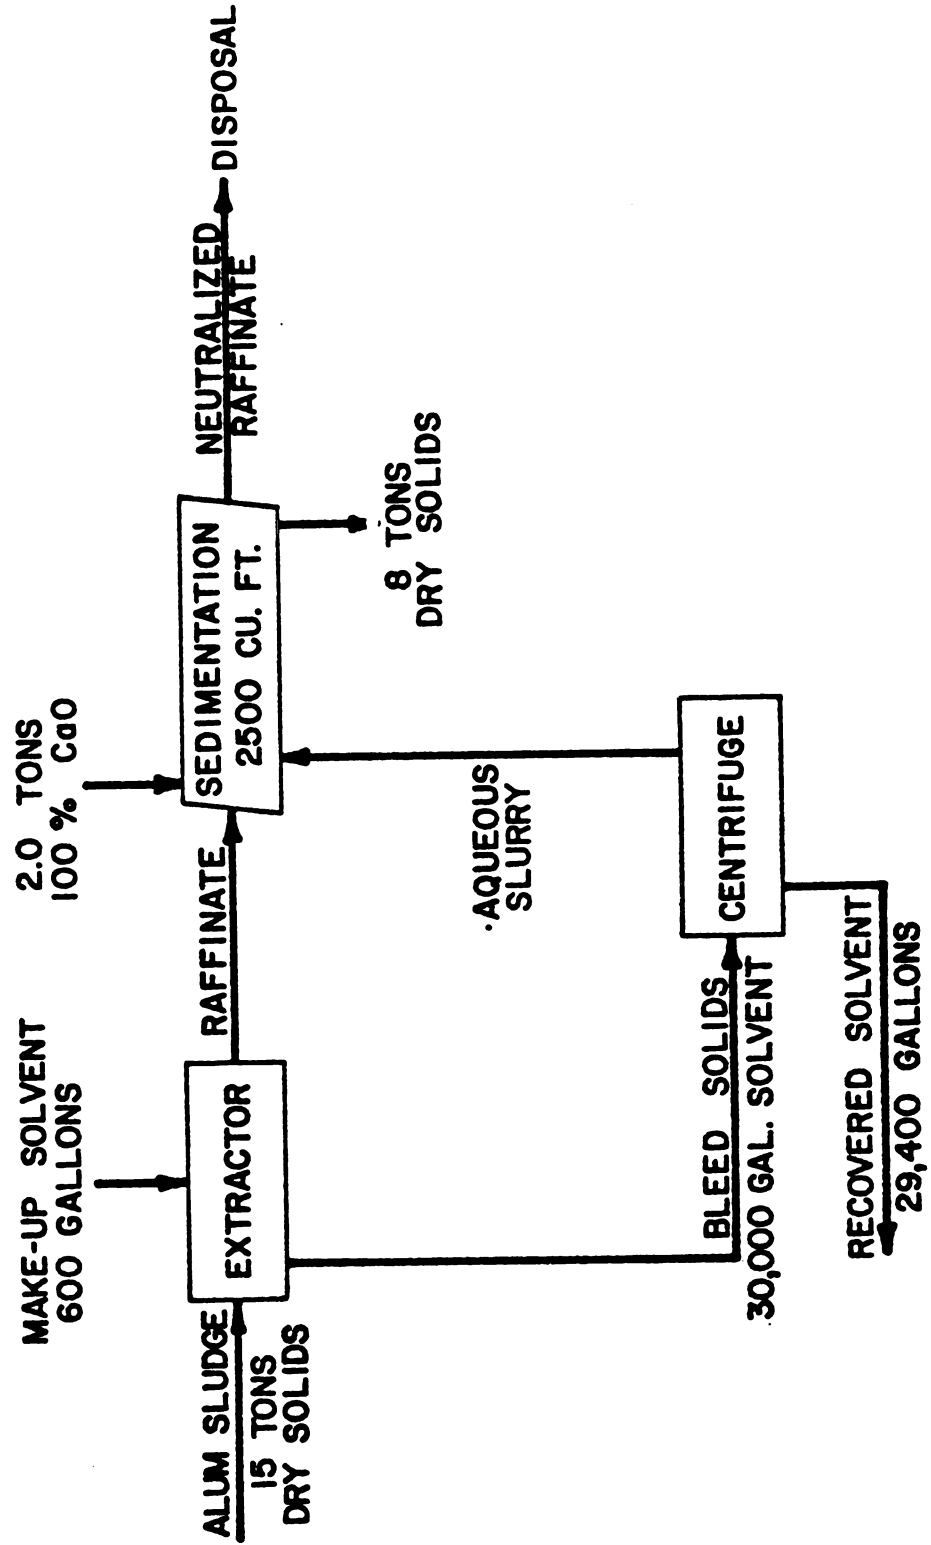 MAKE-UP SOLVENT
600 GALLONS
2.0 TONS
100 % CaO
ALUM SLUDGE
15 TONS
DRY SOLIDS
EXTRACTOR
RAFFINATE
SEDIMENTATION
2500 CU. FT.
NEUTRALIZED
RAFFINATE
DISPOSAL
8 TONS
DRY SOLIDS
AQUEOUS
SLURRY
BLEED SOLIDS
30,000 GAL. SOLVENT
CENTRIFUGE
RECOVERED SOLVENT
29,400 GALLONS